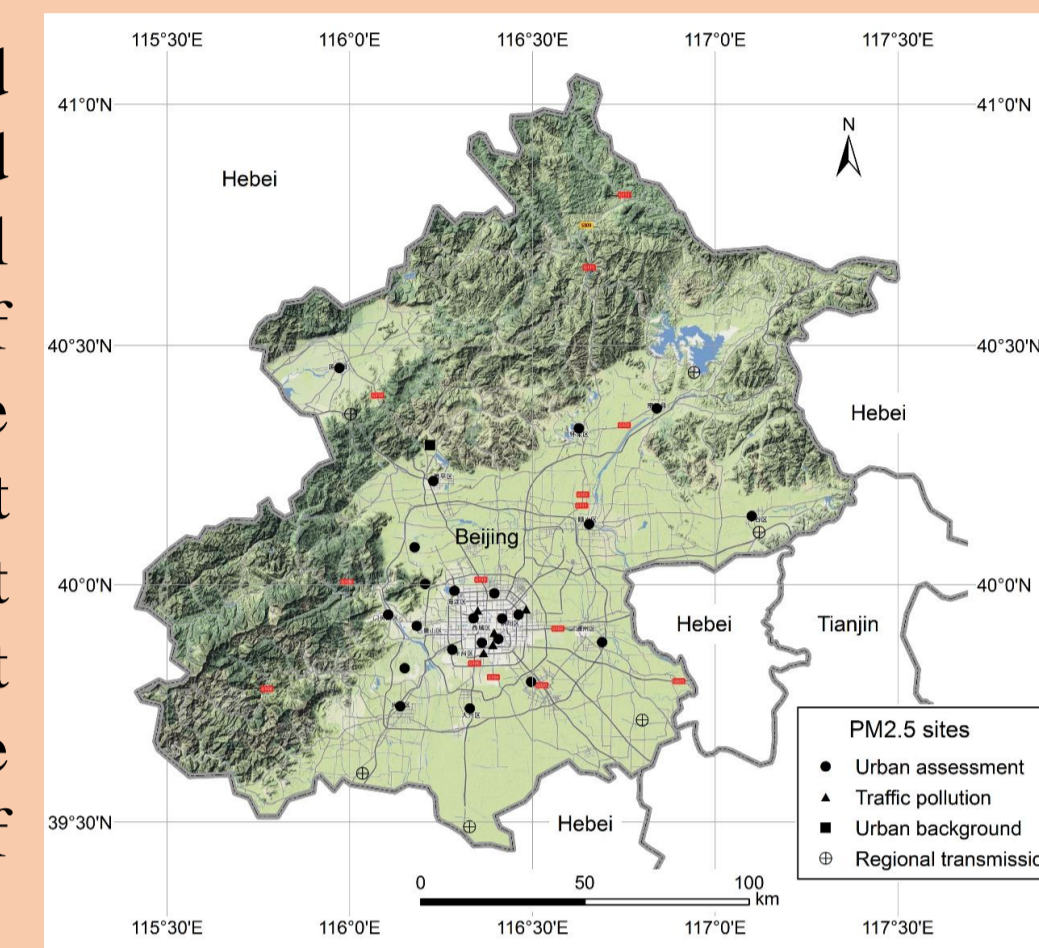 d
d
l
f
e
t
t
t
e
f
115°30'E 116°0'E 116°30'E 117°0'E 117°30'E
41°0'N 41°0'N
N
Hebei
40°30'N 40°30'N
Hebei
Beijing
40°0'N 40°0'N
Hebei Tianjin
PM2.5 sites
Urban assessment
Traffic pollution
Urban background
Regional transmissio
39°30'N
Hebei
0 50 100
km
115°30'E 116°0'E 116°30'E 117°0'E 117°30'E